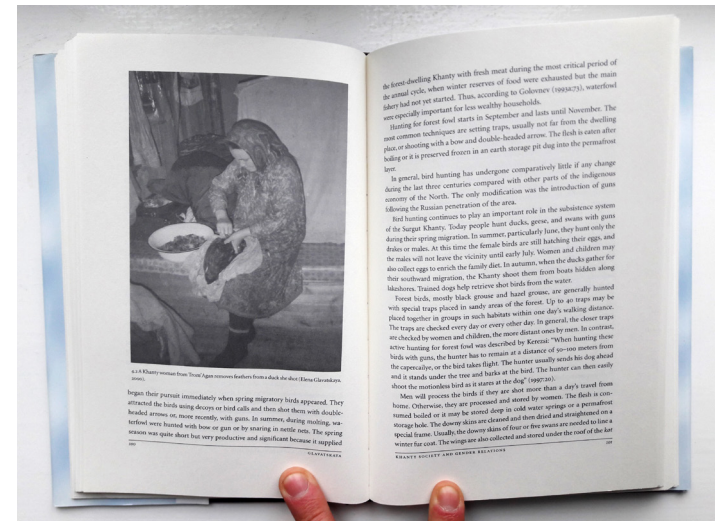 9.2.6 Khanty woman from Trom'Agan removes feathers from a duck she shot (Elena Glavatskaya,
began their pursuit immediately when spring migratory birds appeared. They
attracted the birds using decoys or bird calls and then shot them with double-
headed arrows or, more recently, with guns. In summer, during molting, wa-
terfowl were hunted with bow or gun or by snaring in nettle nets. The spring
season was quite short but very productive and significant because it supplied
GLAVATSKAYA
the forest-dwelling Khanty with fresh meat during the most critical period of
the annual cycle, when winter reserves of food were exhausted but the main
fishery had not yet started. Thus, according to Golovnev (1993a:73), waterfowl
were especially important for less wealthy households.
Hunting for forest fowl starts in September and lasts until November. The
most common techniques are setting traps, usually not far from the dwelling
place, or shooting with a bow and double-headed arrow. The flesh is eaten after
boiling or it is preserved frozen in an earth storage pit dug into the permafrost
layer.
In general, bird hunting has undergone comparatively little if any change
during the last three centuries compared with other parts of the indigenous
economy of the North. The only modification was the introduction of guns
following the Russian penetration of the area.
Bird hunting continues to play an important role in the subsistence system
of the Surgut Khanty. Today people hunt ducks, geese, and swans with guns
during their spring migration. In summer, particularly June, they hunt only the
drakes or males. At this time the female birds are still hatching their eggs, and
the males will not leave the vicinity until early July. Women and children may
also collect eggs to enrich the family diet. In autumn, when the ducks gather for
their southward migration, the Khanty shoot them from boats hidden along
lakeshores. Trained dogs help retrieve shot birds from the water.
Forest birds, mostly black grouse and hazel grouse, are generally hunted
with special traps placed in sandy areas of the forest. Up to 40 traps may be
placed together in groups in such habitats within one day's walking distance.
The traps are checked every day or every other day. In general, the closer traps
are checked by women and children, the more distant ones by men. In contrast,
active hunting for forest fowl was described by Kerezsi: "When hunting these
birds with guns, the hunter has to remain at a distance of 50–100 meters from
the capercailye, or the bird takes flight. The hunter usually sends his dog ahead
and it stands under the tree and barks at the bird. The hunter can then easily
shoot the motionless bird as it stares at the dog" (1997:20).
Men will process the birds if they are shot more than a day's travel from
home. Otherwise, they are processed and stored by women. The flesh is con-
sumed boiled or it may be stored deep in cold water springs or a permafrost
storage hole. The downy skins are cleaned and then dried and straightened on a
special frame. Usually, the downy skins of four or five swans are needed to line a
winter fur coat. The wings are also collected and stored under the roof of the kot
KHANTY SOCIETY AND GENDER RELATIONS